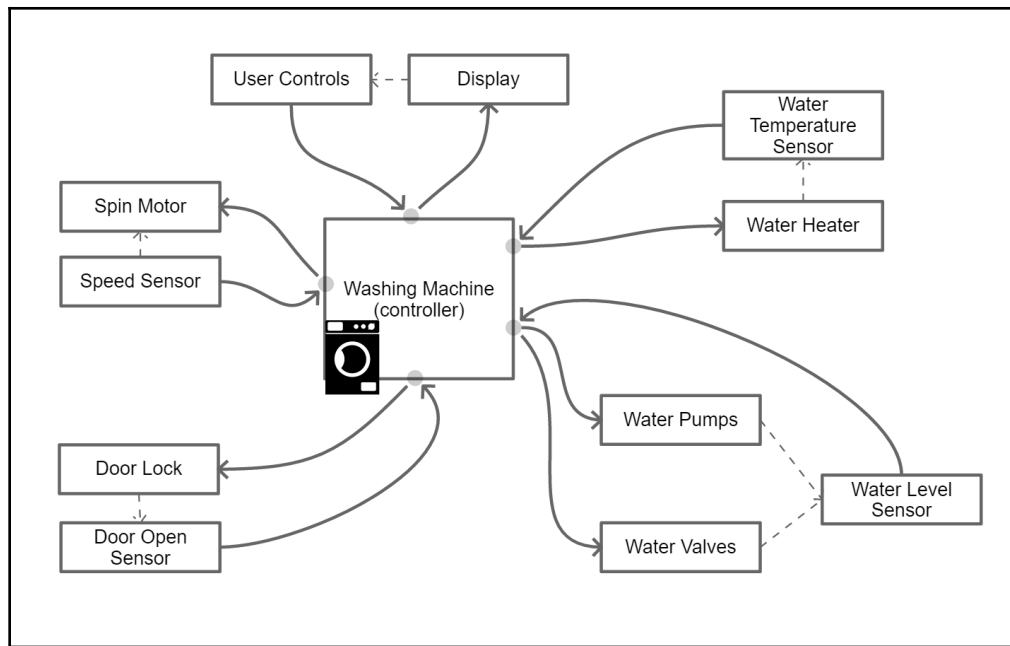 User Controls
Display
Water
Temperature
Sensor
Spin Motor
Water Heater
Speed Sensor
Washing Machine
(controller)
Water Pumps
Door Lock
Water Level
Sensor
Door Open
Sensor
Water Valves